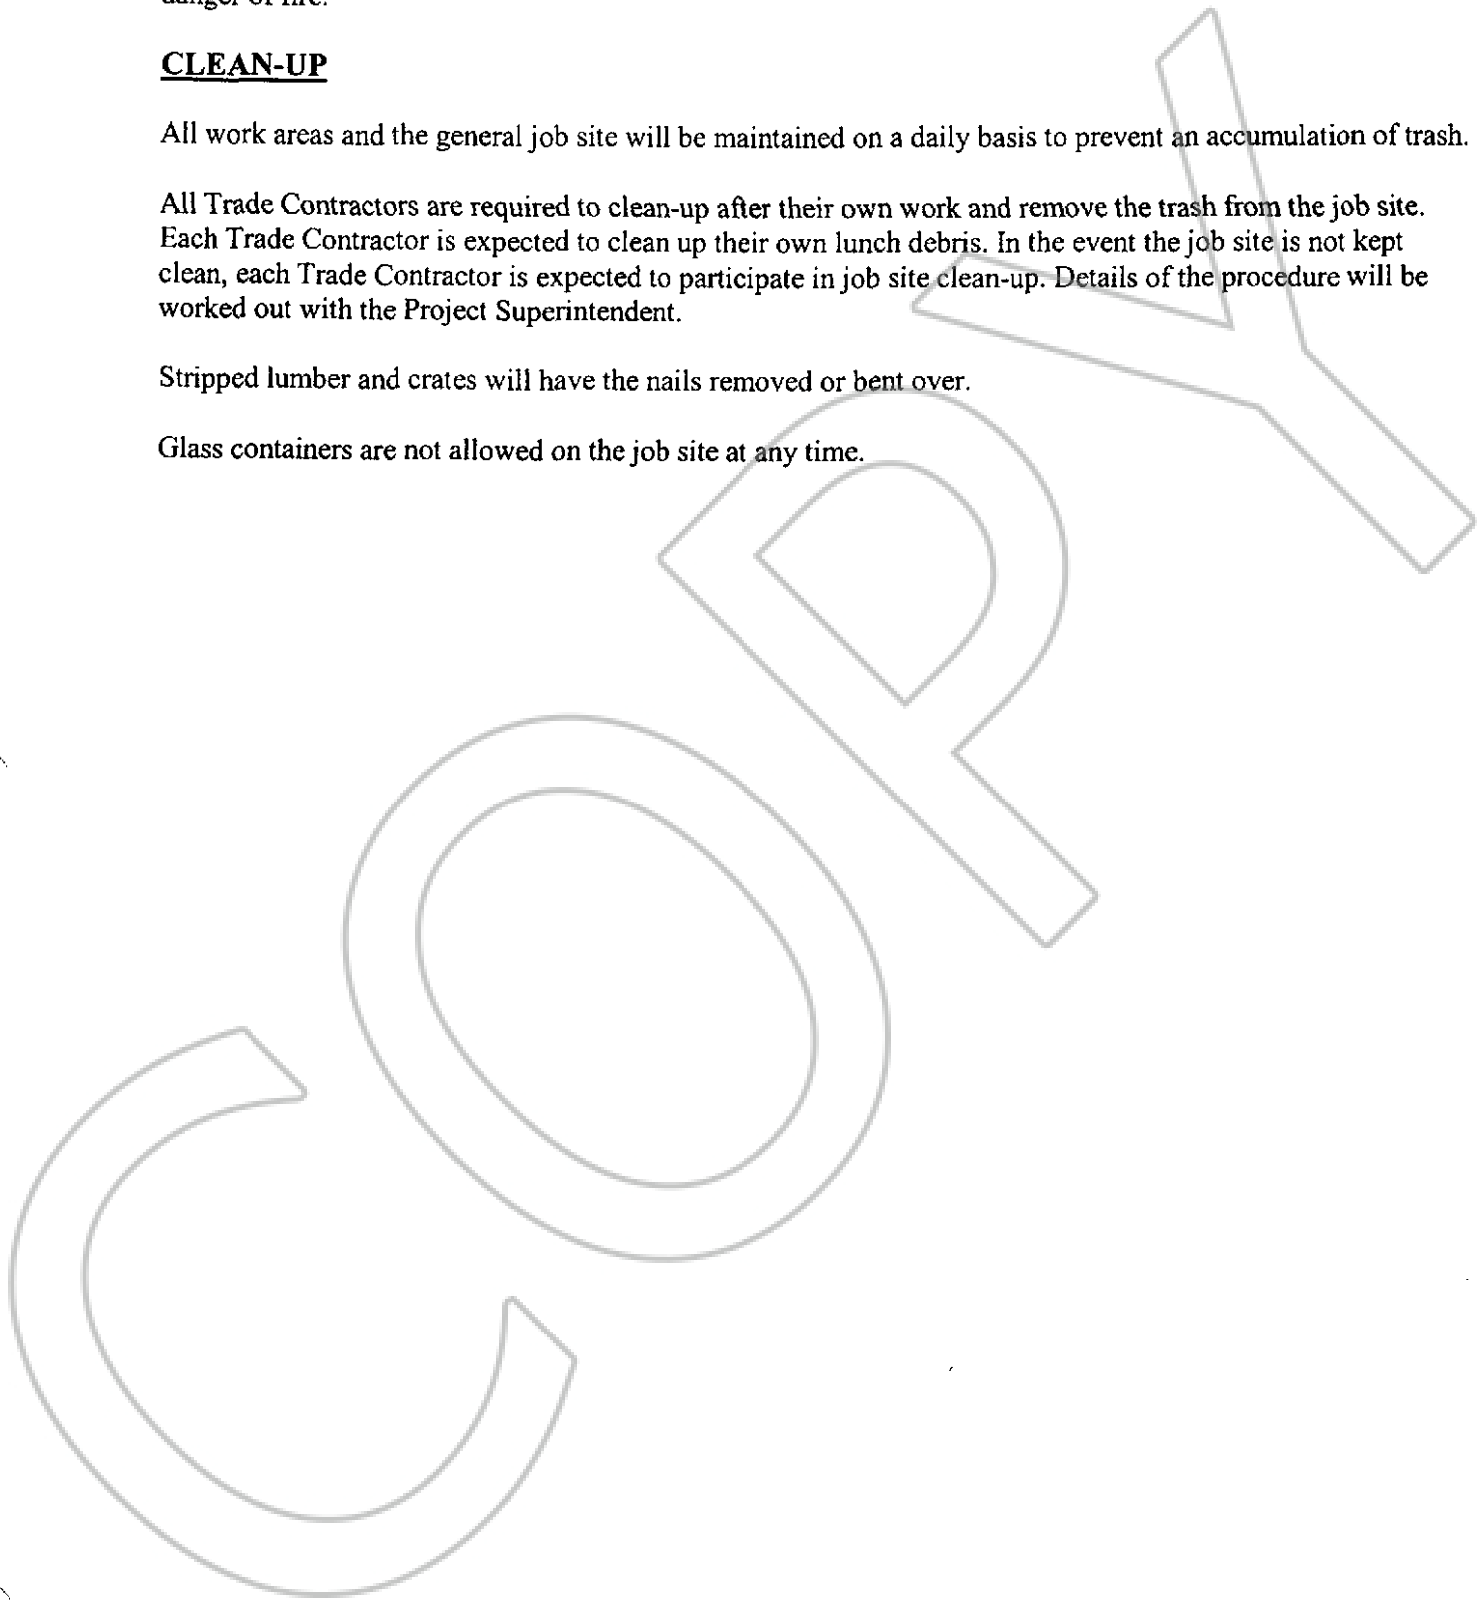 danger of fire.
CLEAN-UP
All work areas and the general job site will be maintained on a daily basis to prevent an accumulation of trash.
All Trade Contractors are required to clean-up after their own work and remove the trash from the job site.
Each Trade Contractor is expected to clean up their own lunch debris. In the event the job site is not kept
clean, each Trade Contractor is expected to participate in job site clean-up. Details of the procedure will be
worked out with the Project Superintendent.
Stripped lumber and crates will have the nails removed or bent over.
Glass containers are not allowed on the job site at any time.
COPY